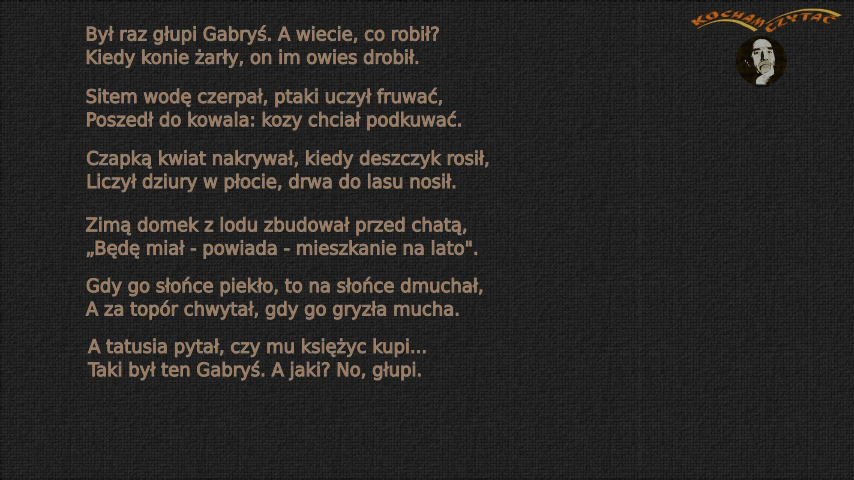 KOCHAM CZYTAĆ
Był raz głupi Gabryś. A wiecie, co robił?
Kiedy konie żarły, on im owies drobił.
Sitem wodę czerpał, ptaki uczył fruwać,
Poszedł do kowala: kozy chciał podkuwać.
Czapką kwiat nakrywał, kiedy deszczyk rosił,
Liczył dziury w płocie, drwa do lasu nosił.
Zimą domek z lodu zbudował przed chatą,
„Będę miał - powiada - mieszkanie na lato".
Gdy go słońce piekło, to na słońce dmuchał,
A za topór chwytał, gdy go gryzła mucha.
A tatusia pytał, czy mu księżyc kupi...
Taki był ten Gabryś. A jaki? No, głupi.